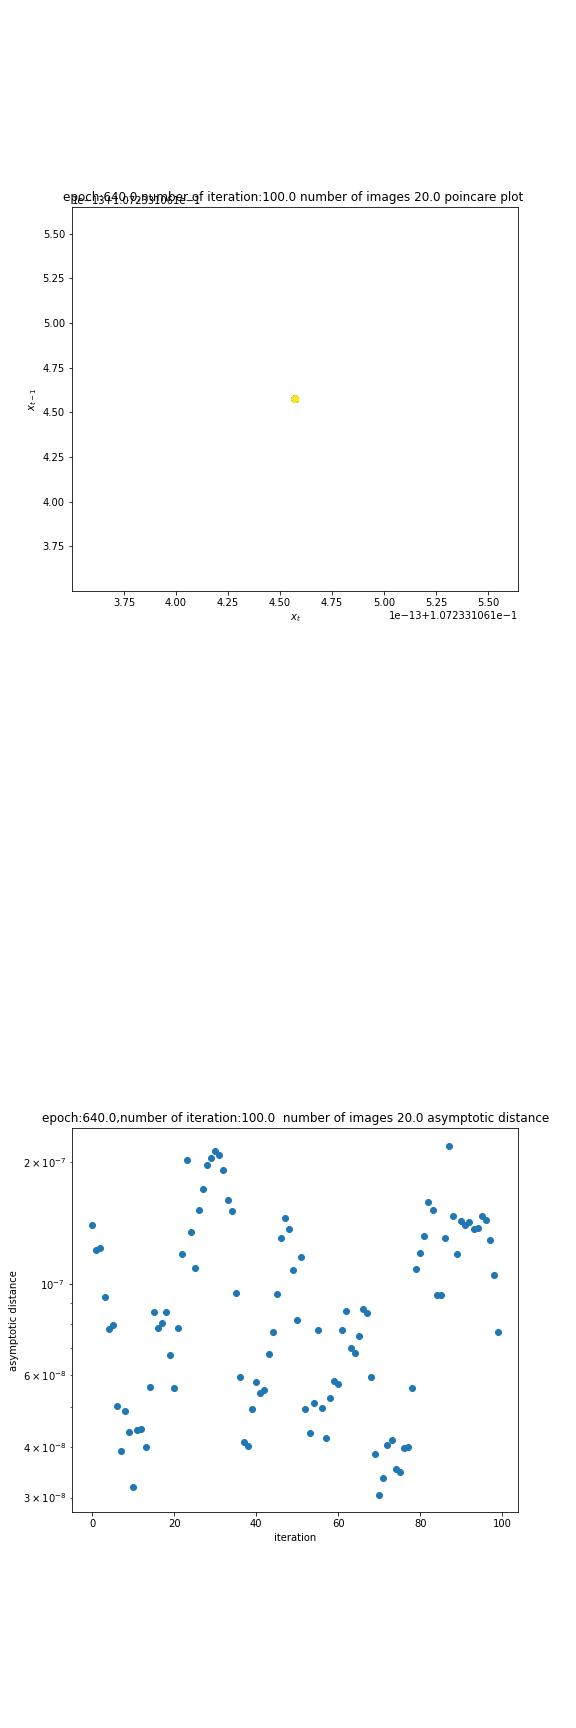 epoch:640.0,number of iteration:100.0 number of images 20.0 poincare plot
1e−13+1.072331061e−1
5.50
5.25
5.00
4.75
4.50
4.25
4.00
3.75
x_{t−1}
3.75 4.00 4.25 4.50 4.75 5.00 5.25 5.50
1e−13+1.072331061e−1
x_t
epoch:640.0,number of iteration:100.0 number of images 20.0 asymptotic distance
2 × 10⁻⁷
10⁻⁷
6 × 10⁻⁸
4 × 10⁻⁸
3 × 10⁻⁸
asymptotic distance
0 20 40 60 80 100
iteration